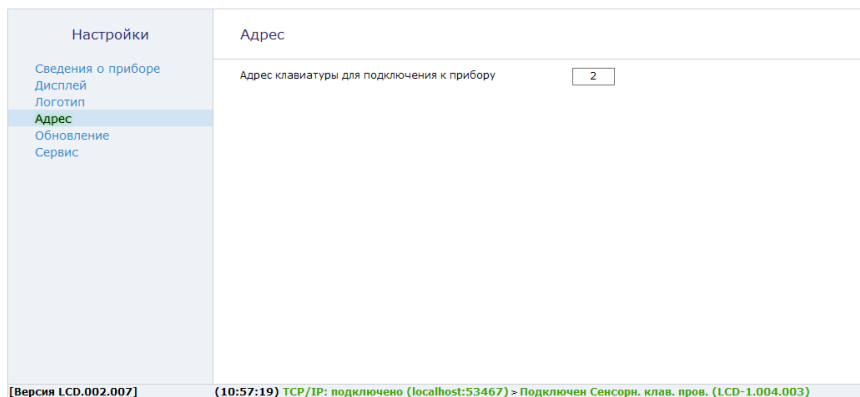 Настройки
Сведения о приборе
Дисплей
Логотип
Адрес
Обновление
Сервис
Адрес
Адрес клавиатуры для подключения к прибору 2
[Версия LCD.002.007] (10:57:19) TCP/IP: подключено (localhost:53467) > Подключен Сенсорн. клав. пров. (LCD-1.004.003)